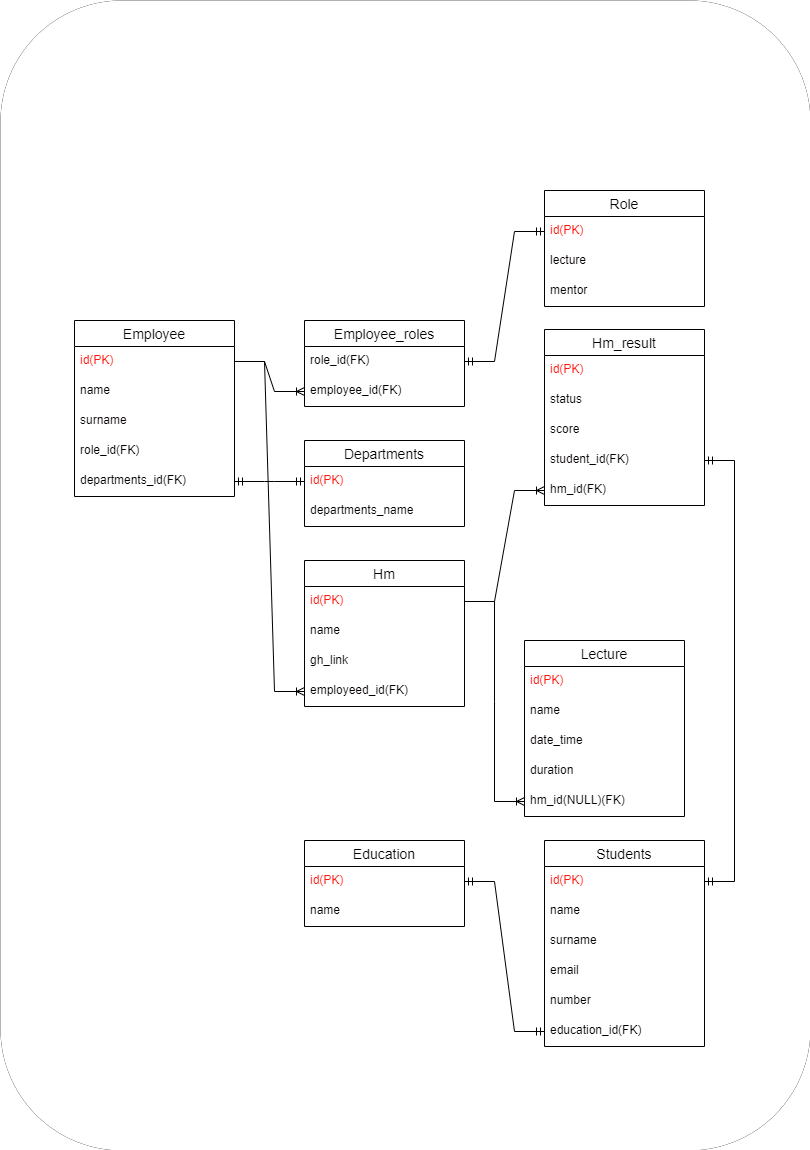 Role
id(PK)
lecture
mentor
Employee
id(PK)
name
surname
role_id(FK)
departments_id(FK)
Employee_roles
role_id(FK)
employee_id(FK)
Hm_result
id(PK)
status
score
student_id(FK)
hm_id(FK)
Departments
id(PK)
departments_name
Hm
id(PK)
name
gh_link
employeed_id(FK)
Lecture
id(PK)
name
date_time
duration
hm_id(NULL)(FK)
Education
id(PK)
name
Students
id(PK)
name
surname
email
number
education_id(FK)